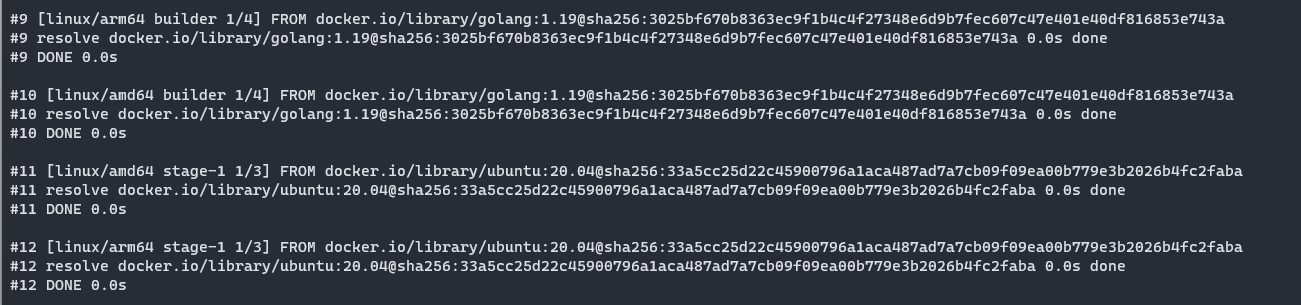 #9 [linux/arm64 builder 1/4] FROM docker.io/library/golang:1.19@sha256:3025bf670b8363ec9f1b4c4f27348e6d9b7fec607c47e401e40df816853e743a
#9 resolve docker.io/library/golang:1.19@sha256:3025bf670b8363ec9f1b4c4f27348e6d9b7fec607c47e401e40df816853e743a 0.0s done
#9 DONE 0.0s
#10 [linux/amd64 builder 1/4] FROM docker.io/library/golang:1.19@sha256:3025bf670b8363ec9f1b4c4f27348e6d9b7fec607c47e401e40df816853e743a
#10 resolve docker.io/library/golang:1.19@sha256:3025bf670b8363ec9f1b4c4f27348e6d9b7fec607c47e401e40df816853e743a 0.0s done
#10 DONE 0.0s
#11 [linux/amd64 stage-1 1/3] FROM docker.io/library/ubuntu:20.04@sha256:33a5cc25d22c45900796a1aca487ad7a7cb09f09ea00b779e3b2026b4fc2faba
#11 resolve docker.io/library/ubuntu:20.04@sha256:33a5cc25d22c45900796a1aca487ad7a7cb09f09ea00b779e3b2026b4fc2faba 0.0s done
#11 DONE 0.0s
#12 [linux/arm64 stage-1 1/3] FROM docker.io/library/ubuntu:20.04@sha256:33a5cc25d22c45900796a1aca487ad7a7cb09f09ea00b779e3b2026b4fc2faba
#12 resolve docker.io/library/ubuntu:20.04@sha256:33a5cc25d22c45900796a1aca487ad7a7cb09f09ea00b779e3b2026b4fc2faba 0.0s done
#12 DONE 0.0s